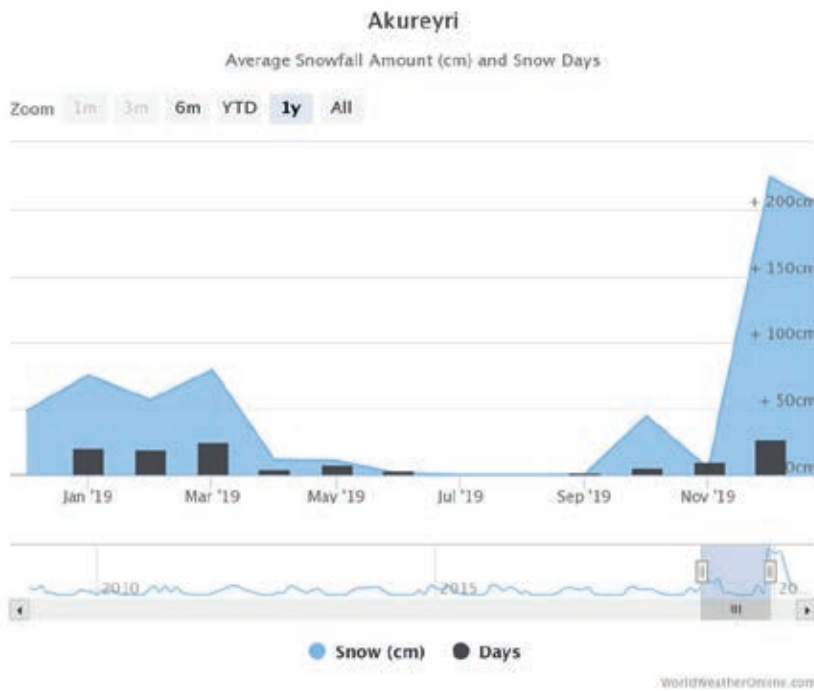 Akureyri
Average Snowfall Amount (cm) and Snow Days
Zoom 1m 3m 6m YTD 1y All
+ 200cm
+ 150cm
+ 100cm
+ 50cm
0cm
Jan '19 Mar '19 May '19 Jul '19 Sep '19 Nov '19
2010 2015 20...
Snow (cm) Days
WorldWeatherOnline.com